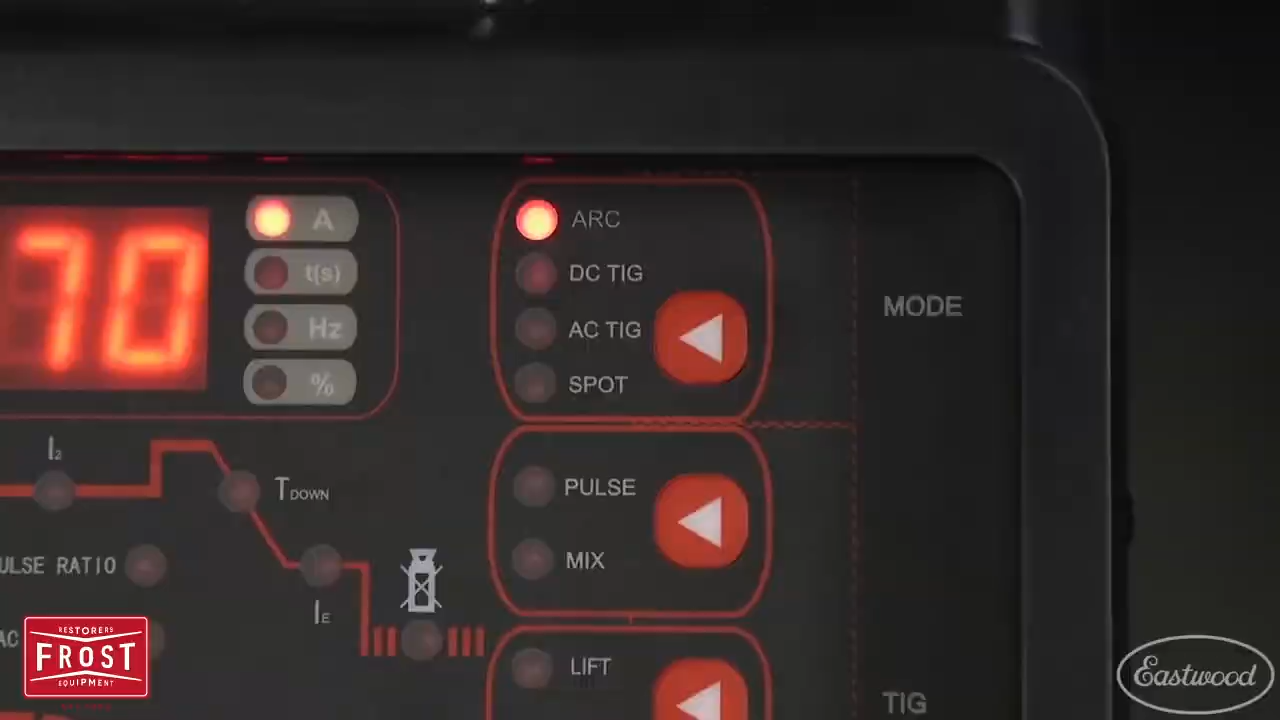 70
A
t(s)
Hz
%
ARC
DC TIG
AC TIG
SPOT
MODE
I2
TDOWN
PULSE
MIX
ULSE RATIO
IE
AC
LIFT
TIG
RESTORERS
FROST
EQUIPMENT
Eastwood